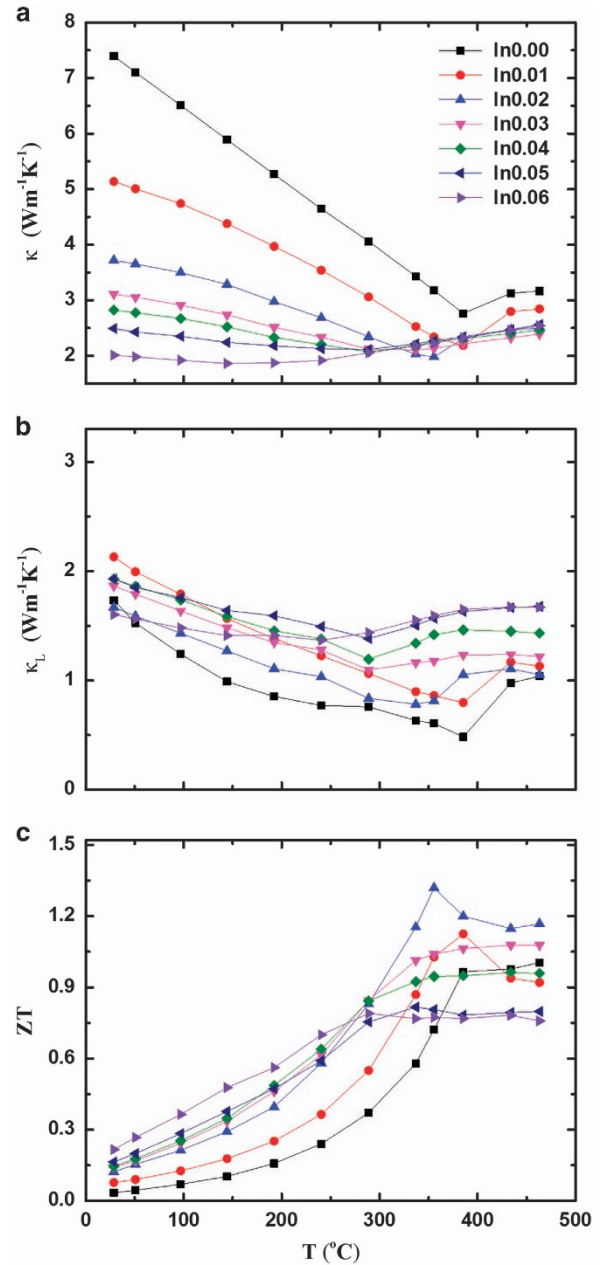 a
8
7
6
5
4
3
2
1
κ (Wm⁻¹K⁻¹)
In0.00
In0.01
In0.02
In0.03
In0.04
In0.05
In0.06
b
3
2
1
0
κL (Wm⁻¹K⁻¹)
c
1.5
1.2
0.9
0.6
0.3
0.0
ZT
0 100 200 300 400 500
T (°C)